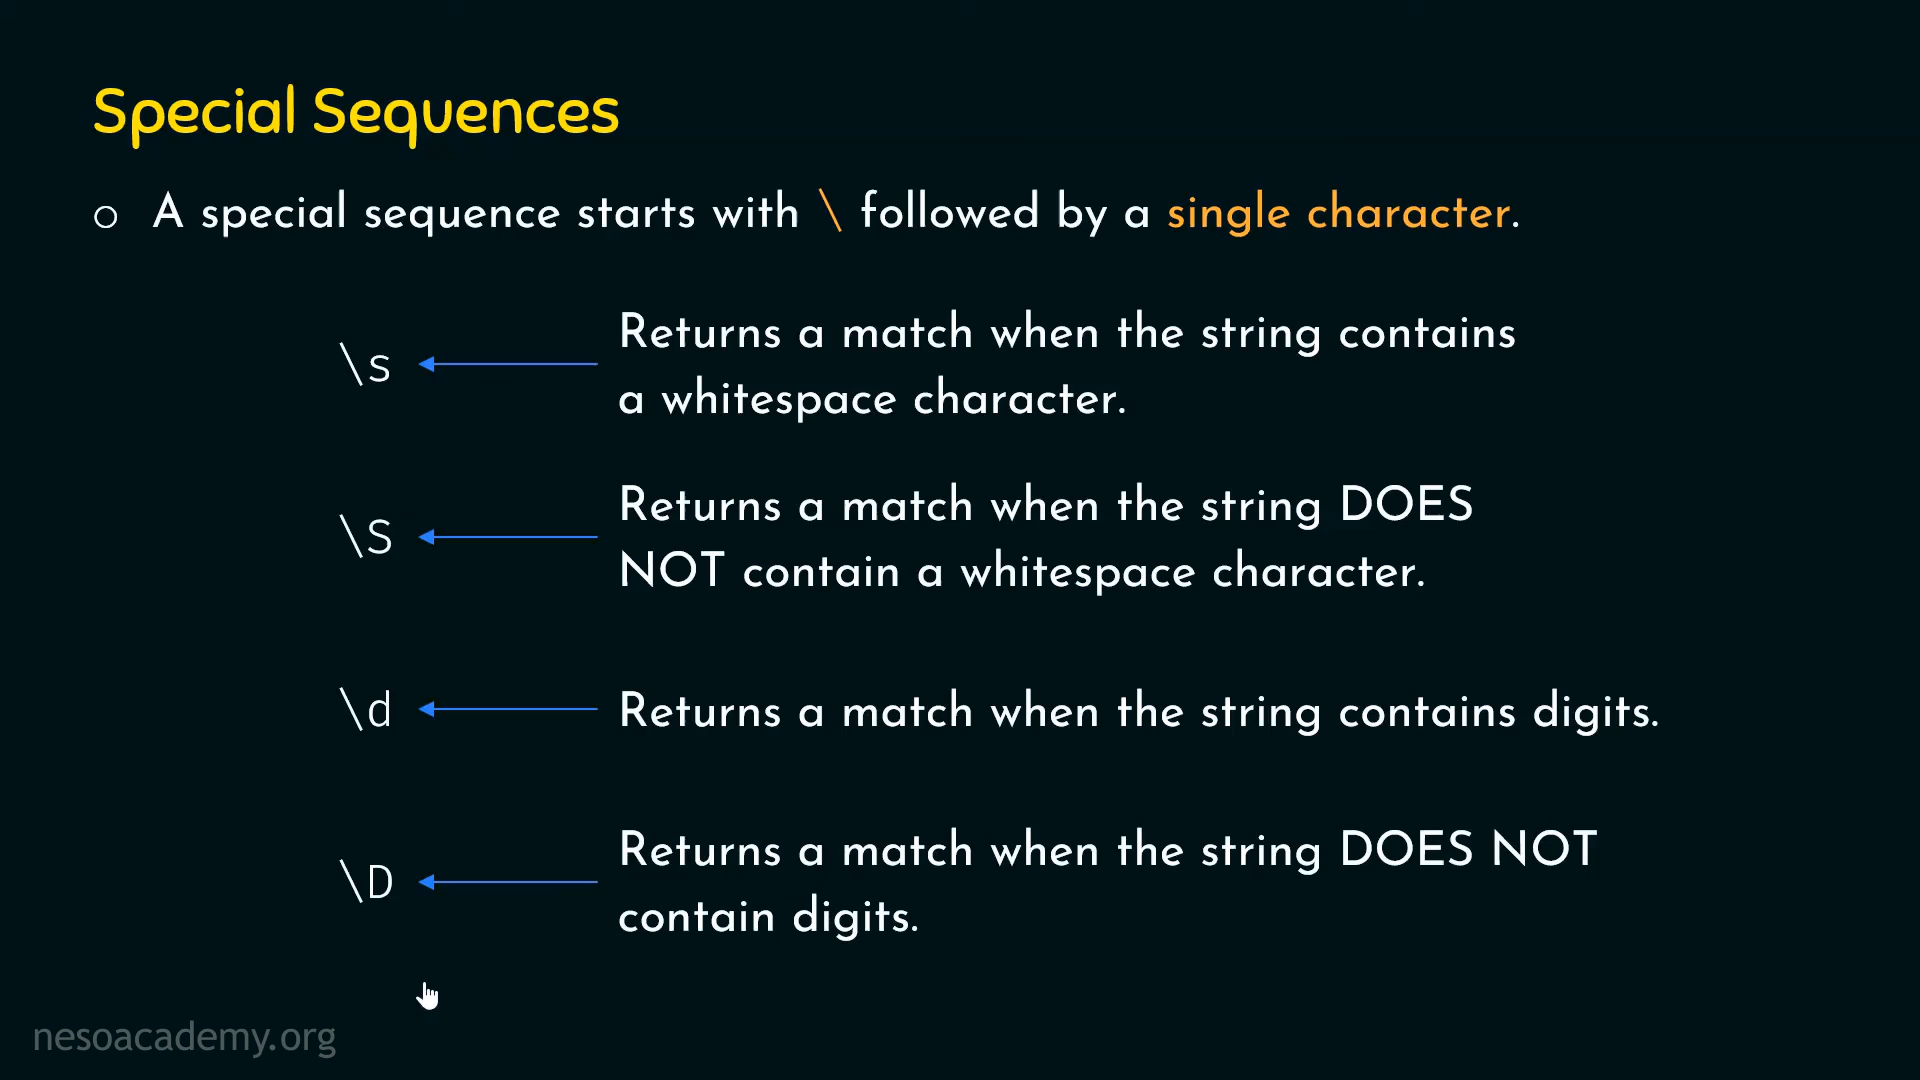 Special Sequences
○ A special sequence starts with \ followed by a single character.
\s
Returns a match when the string contains
a whitespace character.
\S
Returns a match when the string DOES
NOT contain a whitespace character.
\d
Returns a match when the string contains digits.
\D
Returns a match when the string DOES NOT
contain digits.
nesoacademy.org